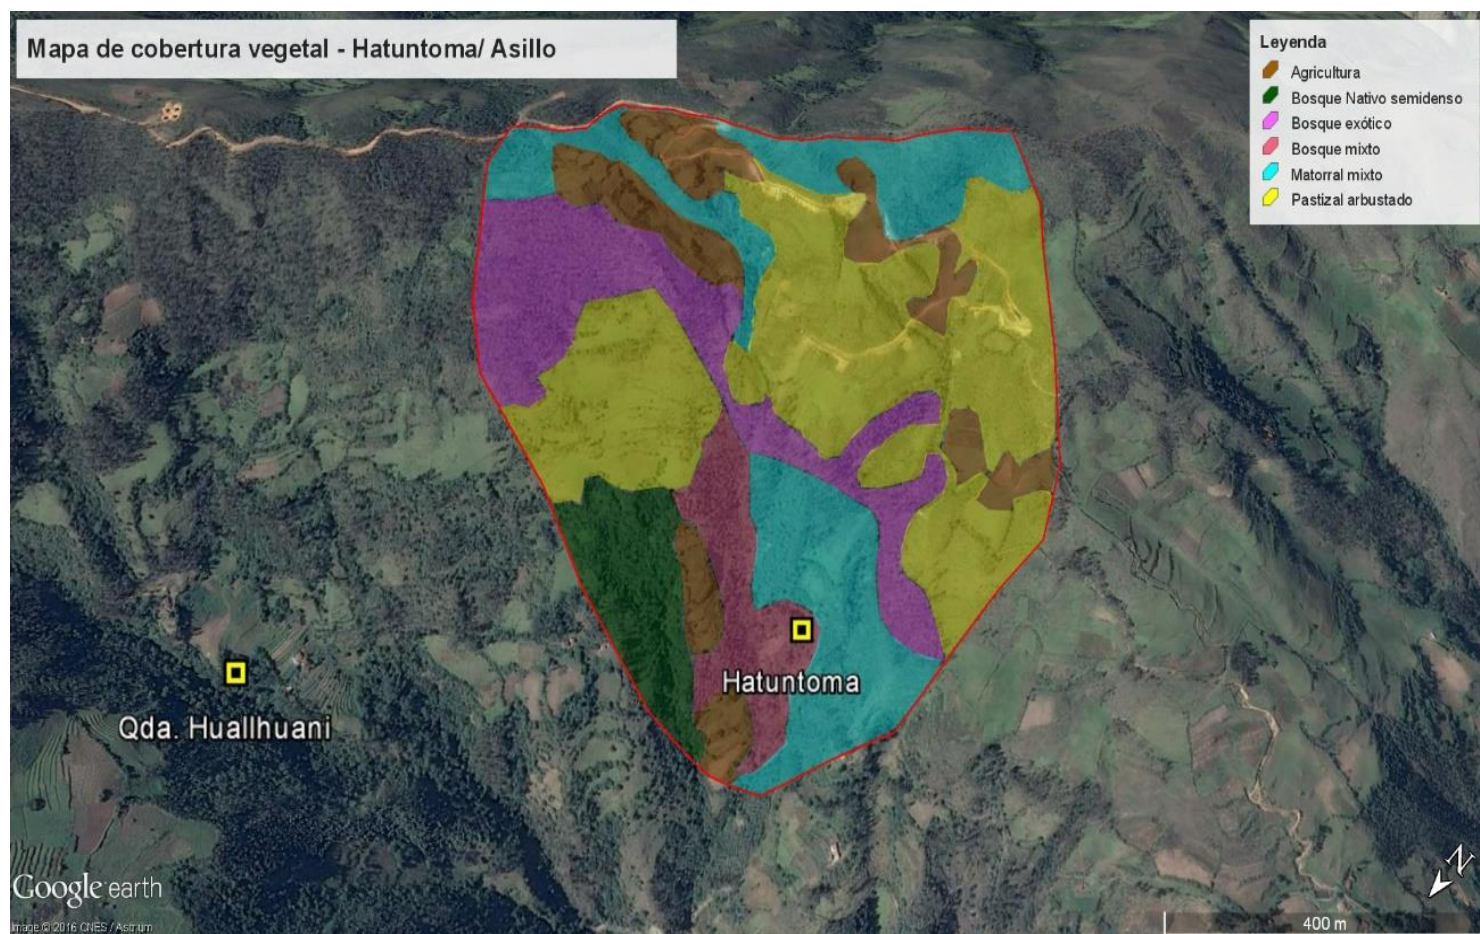 Mapa de cobertura vegetal - Hatuntoma/ Asillo
Leyenda
Agricultura
Bosque Nativo semidenso
Bosque exótico
Bosque mixto
Matorral mixto
Pastizal arbustado
Hatuntoma
Qda. Huallhuani
Google earth
Image © 2016 CNES / Astrium
N
400 m